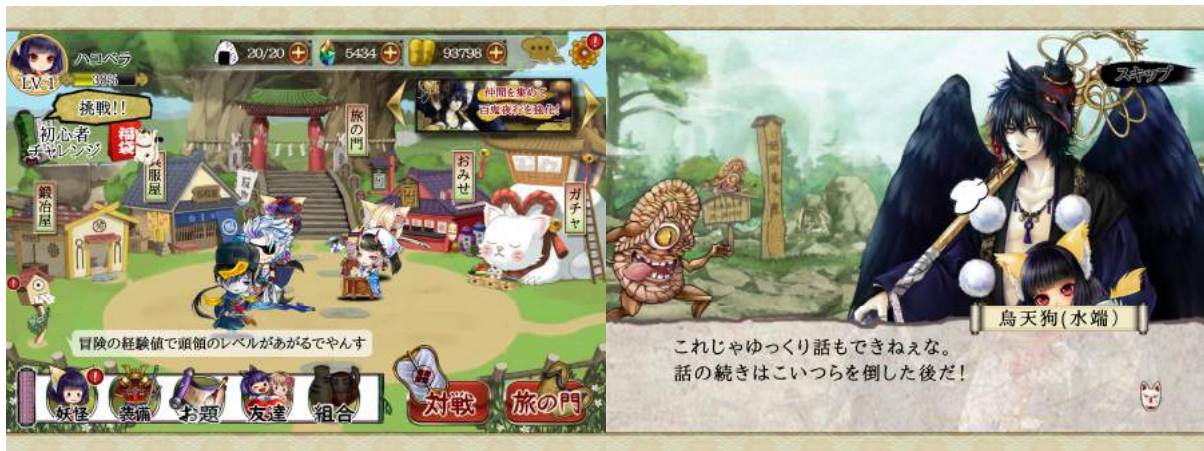 ハコベラ
LV.1
38%
20/20
5434
93798
挑戦!!
初心者
チャレンジ
福袋
仲間を集めて
百鬼夜行を強化!
旅の門
呉服屋
鍛冶屋
おみせ
ガチャ
冒険の経験値で頭領のレベルがあがるでやんす
妖怪
装備
お題
友達
組合
対戦
旅の門
スキップ
烏天狗(水端)
これじゃゆっくり話もできねぇな。
話の続きはこいつらを倒した後だ!